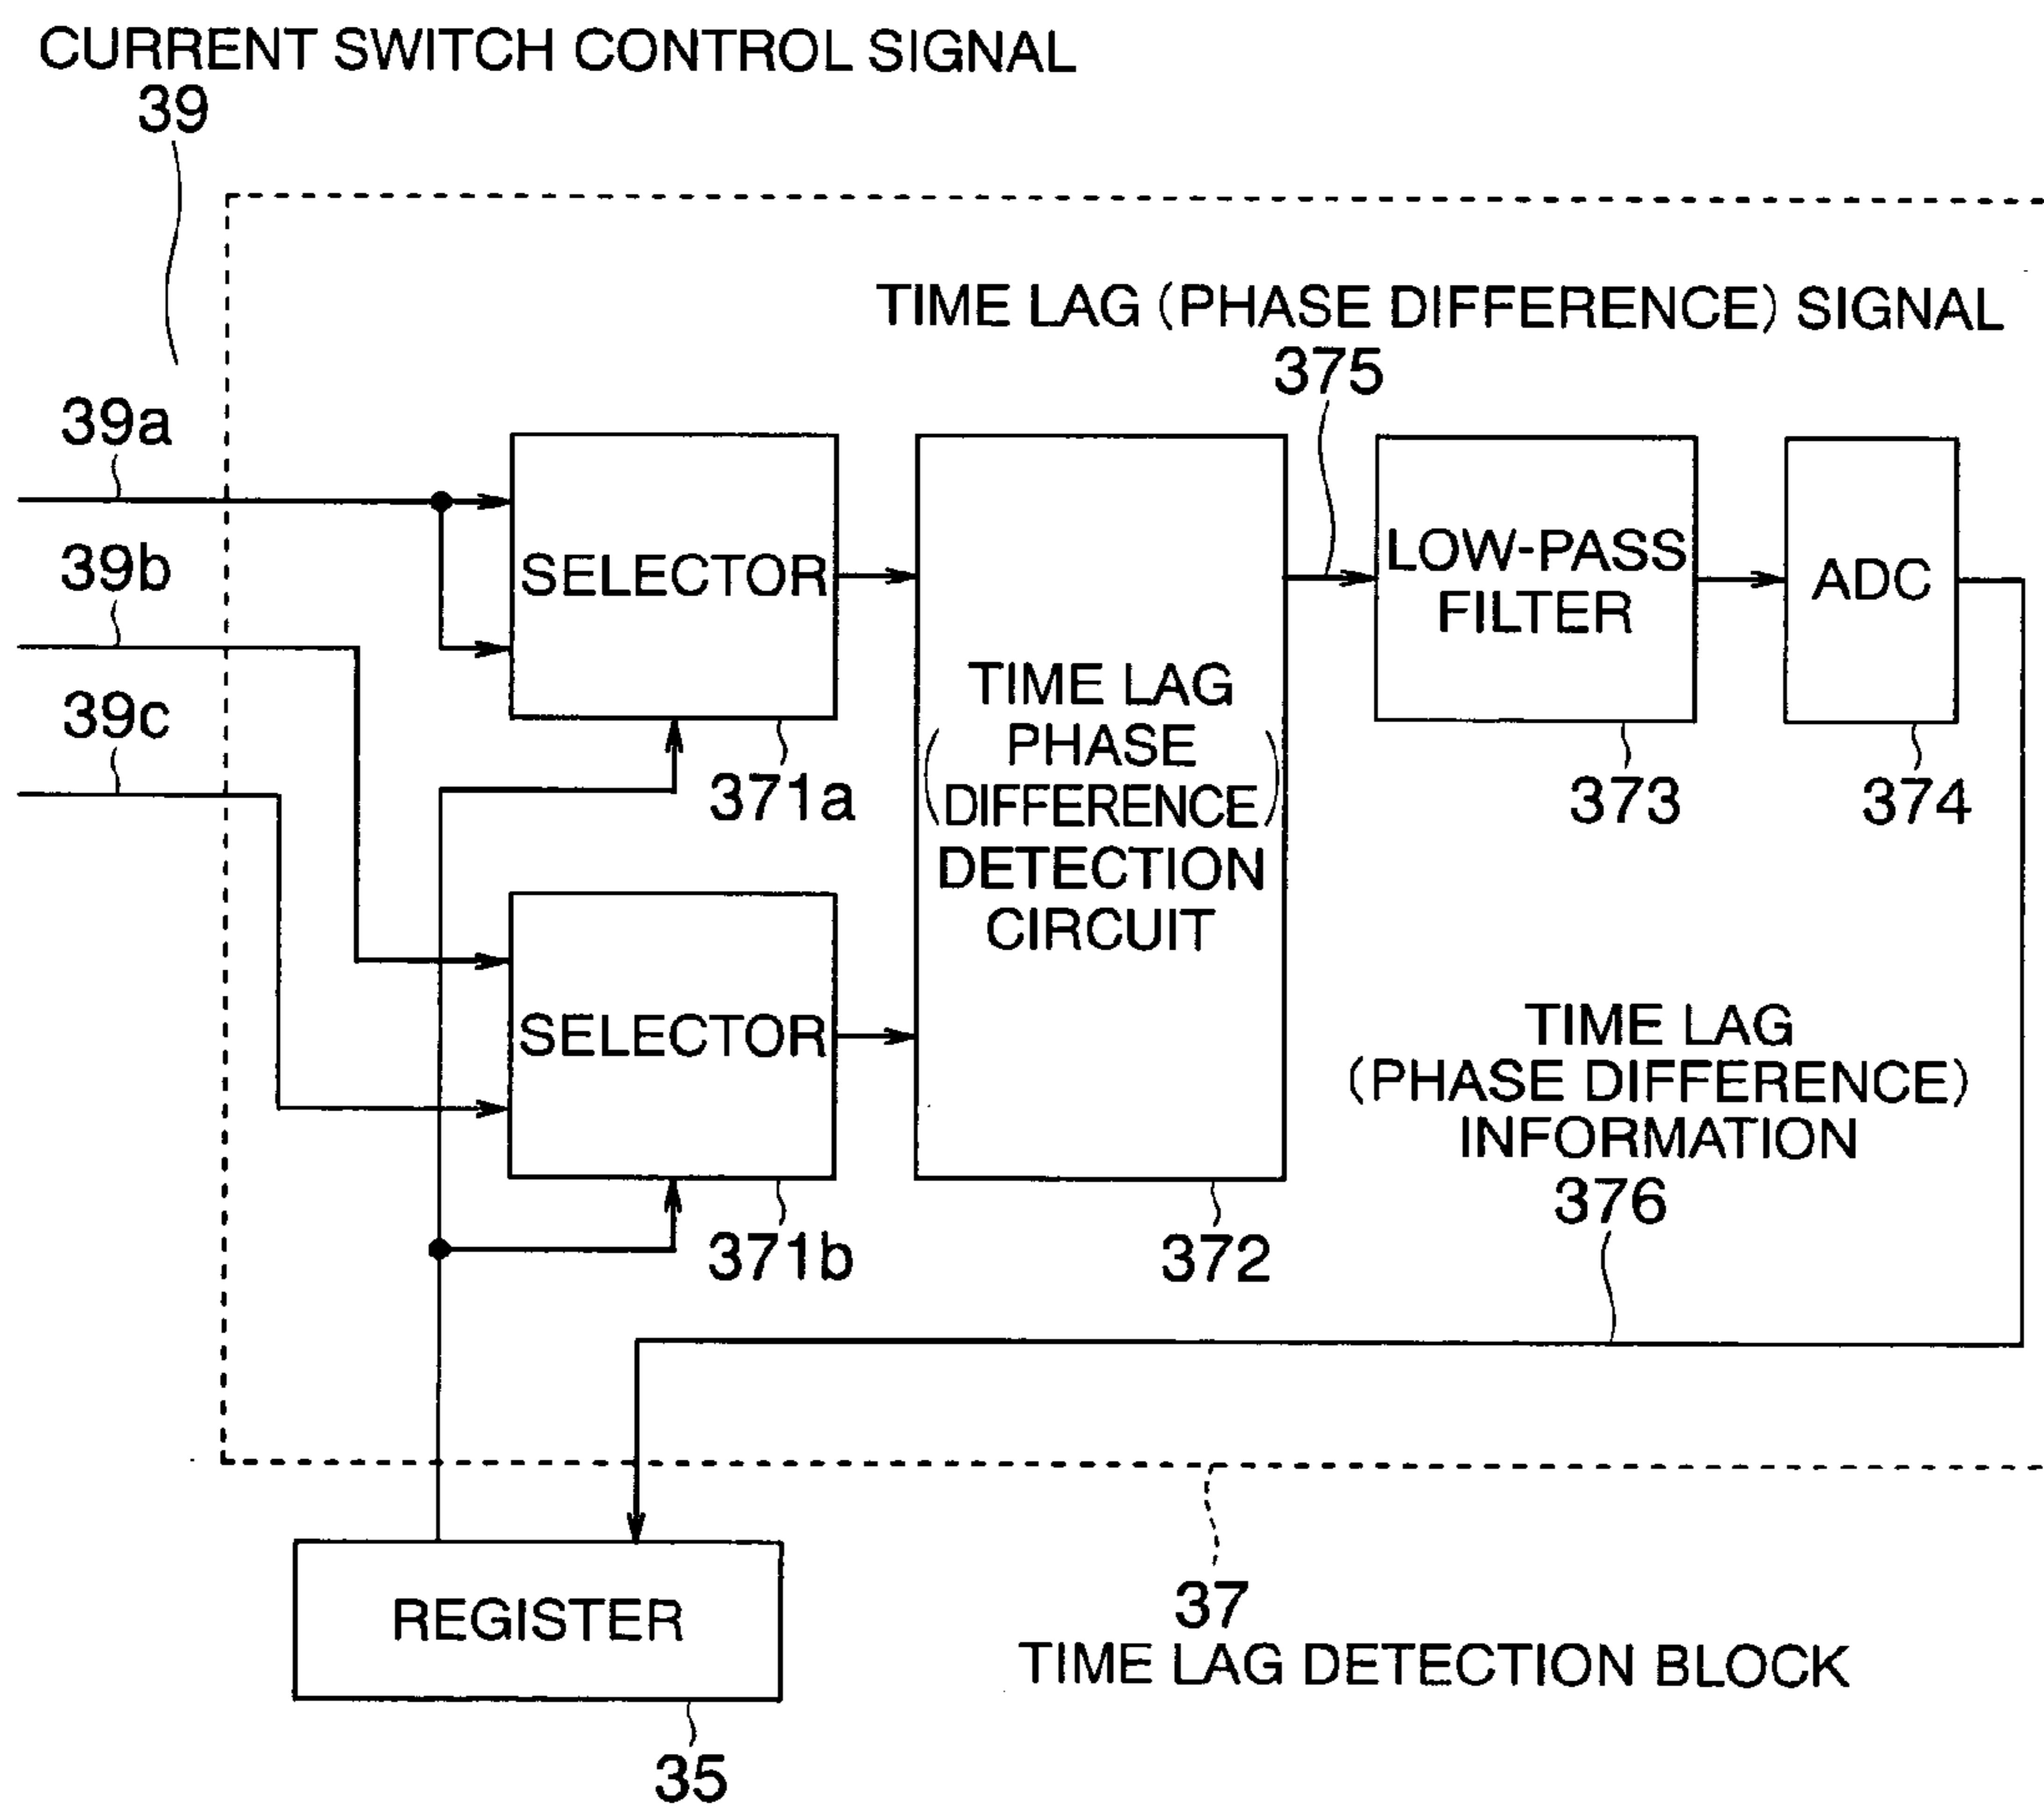 CURRENT SWITCH CONTROL SIGNAL
39
TIME LAG (PHASE DIFFERENCE) SIGNAL
375
39a
39b
39c
SELECTOR
371a
SELECTOR
371b
TIME LAG
(PHASE
DIFFERENCE)
DETECTION
CIRCUIT
372
LOW-PASS
FILTER
373
ADC
374
TIME LAG
(PHASE DIFFERENCE)
INFORMATION
376
REGISTER
35
37
TIME LAG DETECTION BLOCK